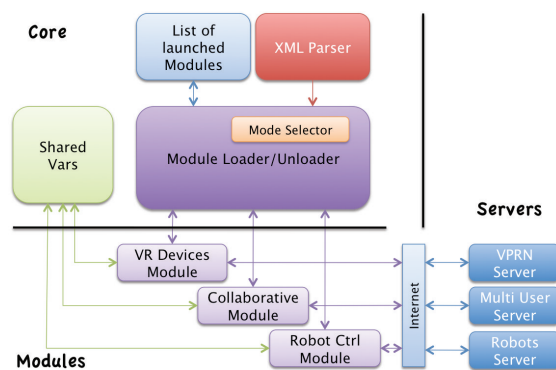 Core
List of
launched
Modules
XML Parser
Mode Selector
Module Loader/Unloader
Shared
Vars
Servers
VR Devices
Module
VPRN
Server
Collaborative
Module
Internet
Multi User
Server
Robot Ctrl
Module
Robots
Server
Modules